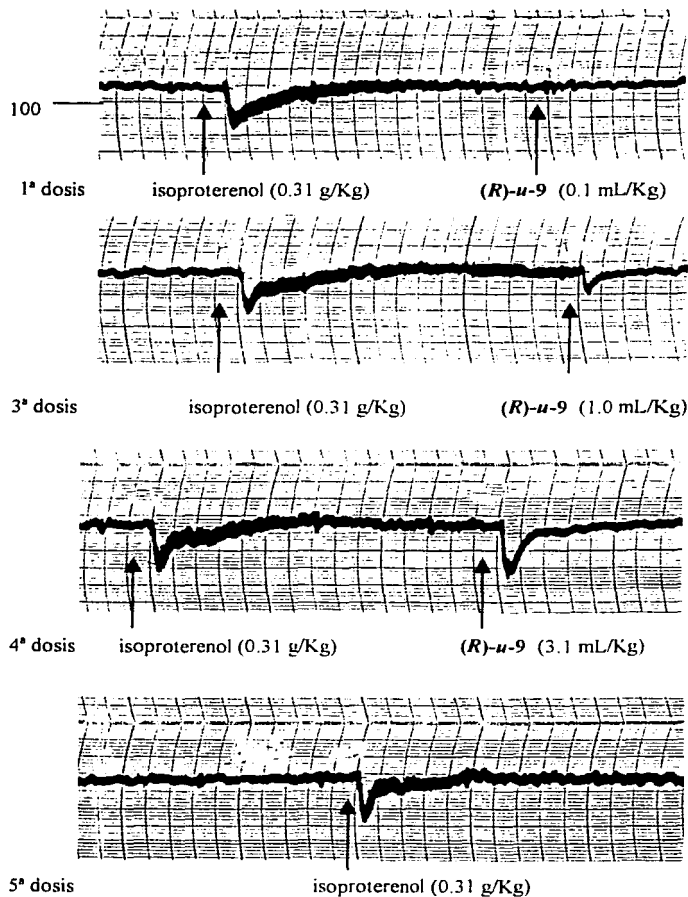 100
1ª dosis isoproterenol (0.31 g/Kg) (R)-u-9 (0.1 mL/Kg)
3ª dosis isoproterenol (0.31 g/Kg) (R)-u-9 (1.0 mL/Kg)
4ª dosis isoproterenol (0.31 g/Kg) (R)-u-9 (3.1 mL/Kg)
5ª dosis isoproterenol (0.31 g/Kg)